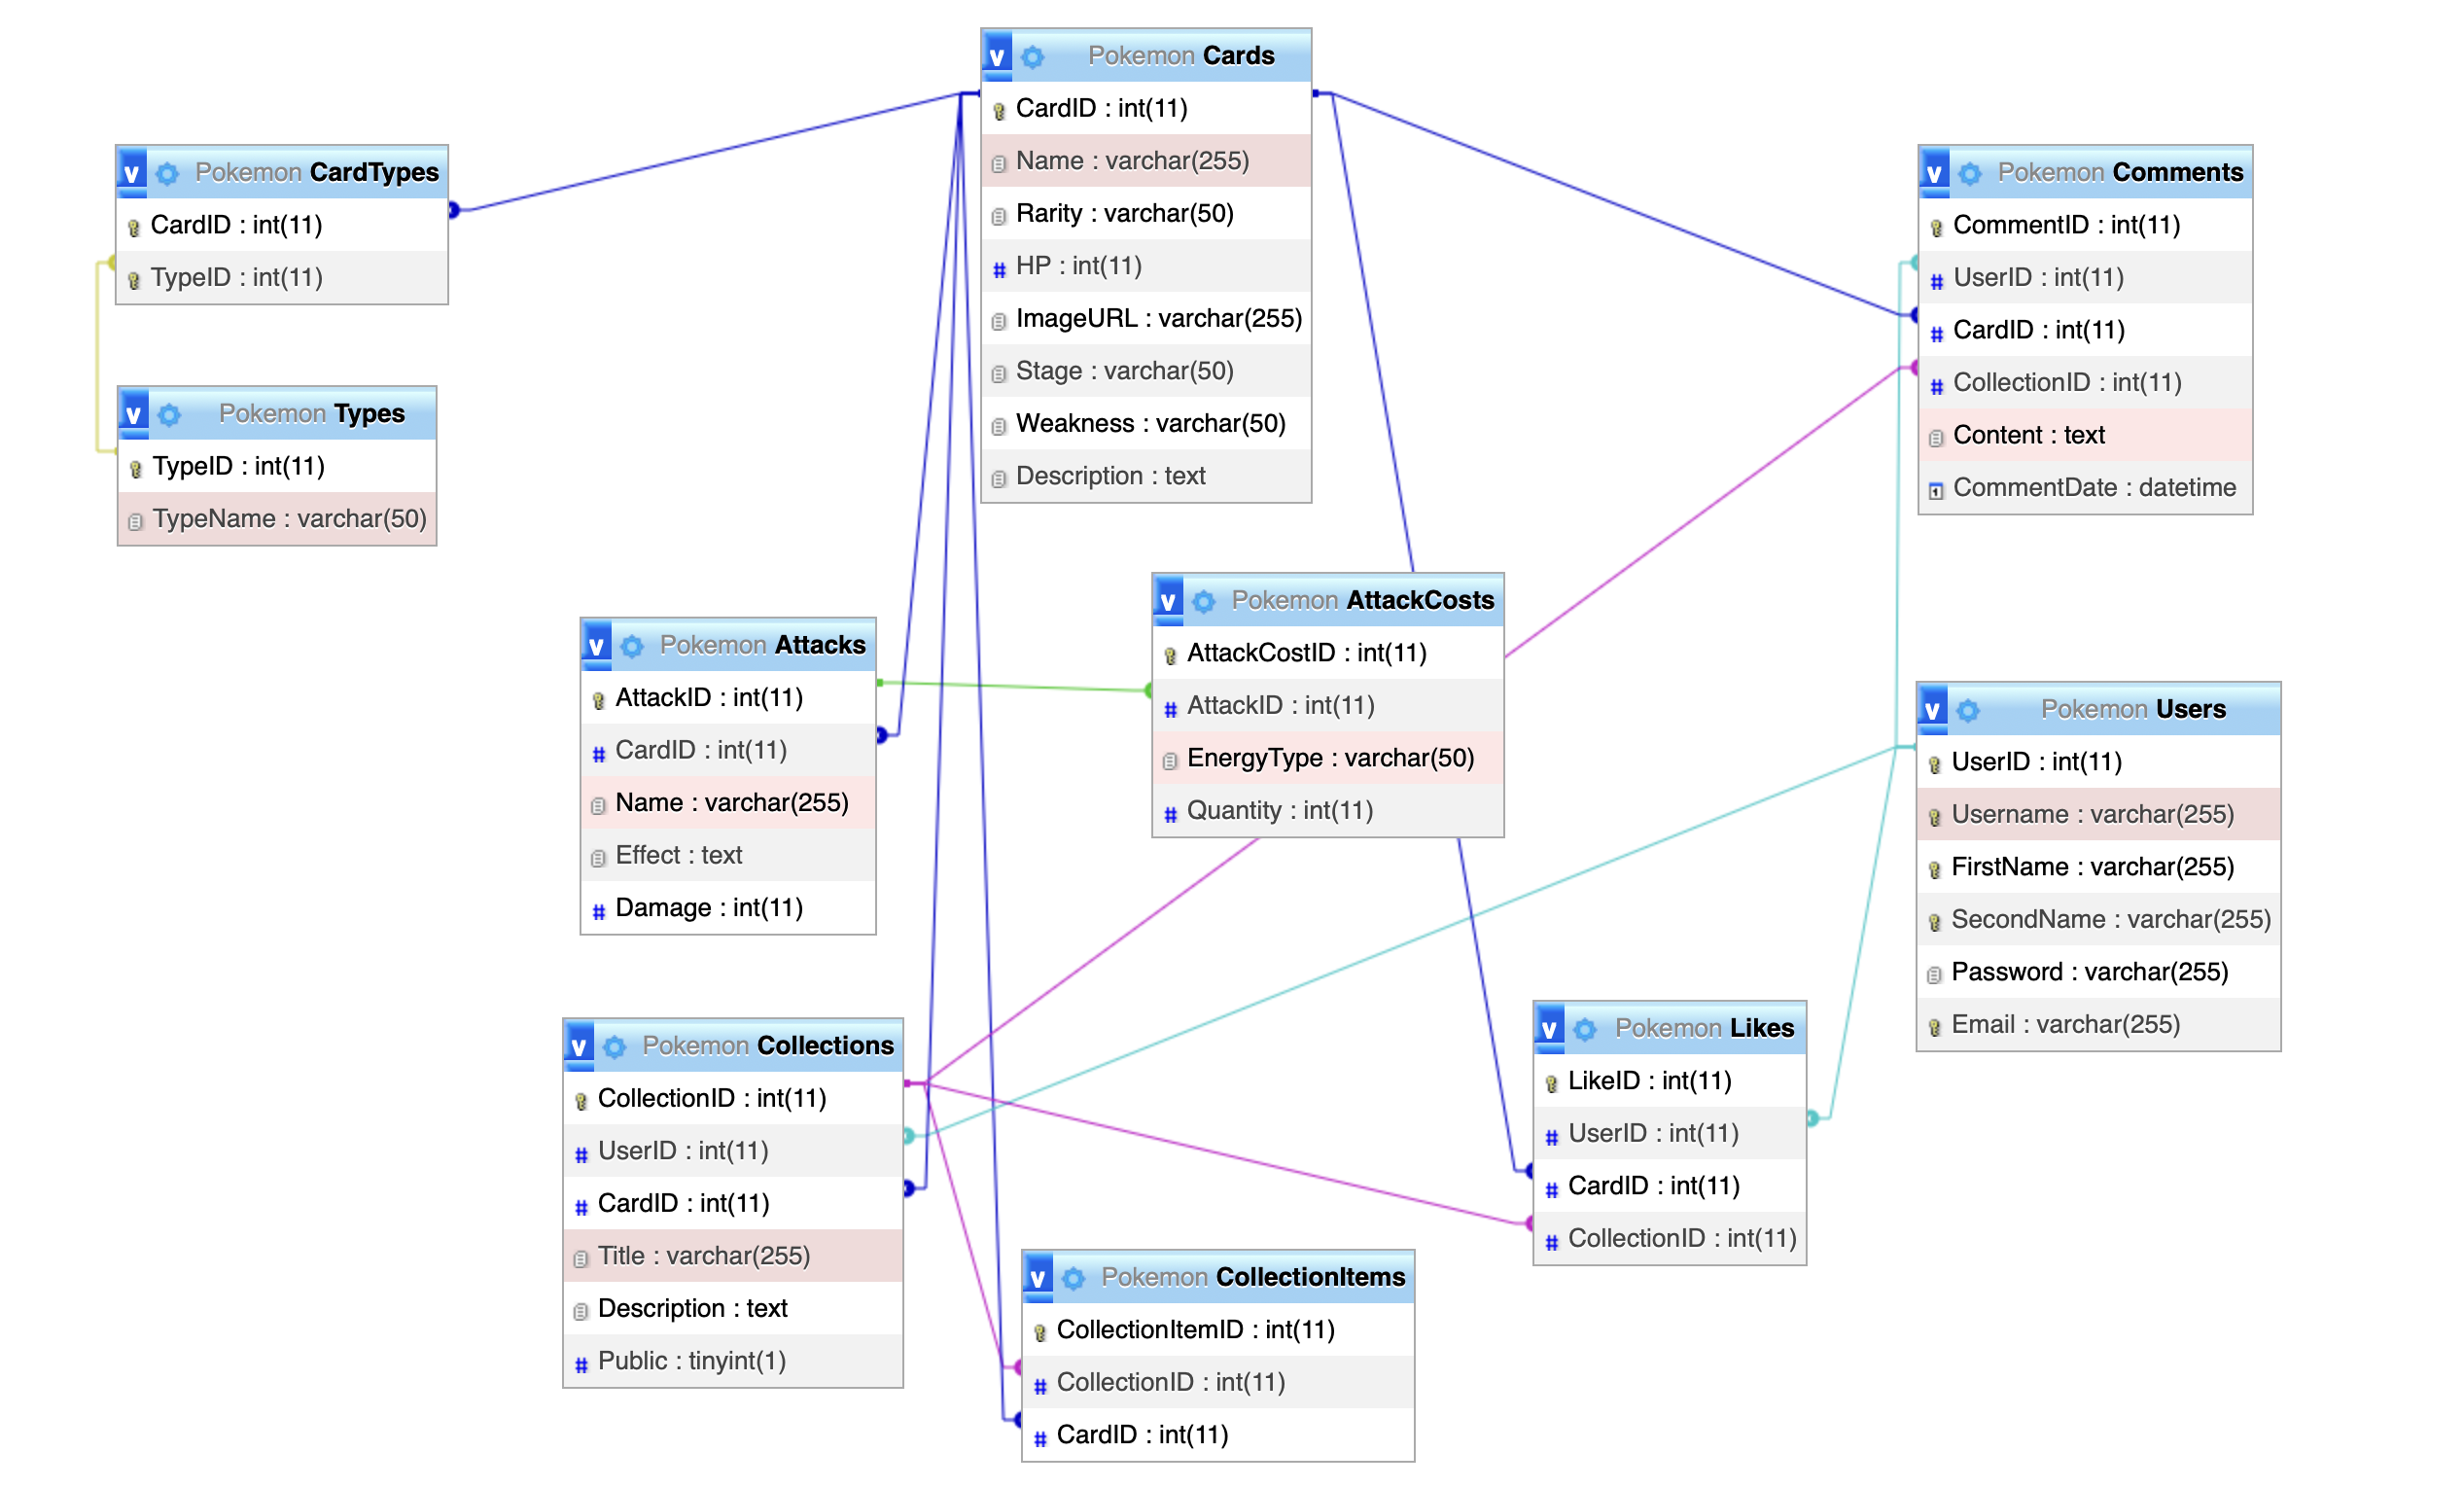 v Pokemon Cards
CardID : int(11)
Name : varchar(255)
Rarity : varchar(50)
HP : int(11)
ImageURL : varchar(255)
Stage : varchar(50)
Weakness : varchar(50)
Description : text
v Pokemon CardTypes
CardID : int(11)
TypeID : int(11)
v Pokemon Types
TypeID : int(11)
TypeName : varchar(50)
v Pokemon Comments
CommentID : int(11)
# UserID : int(11)
# CardID : int(11)
# CollectionID : int(11)
Content : text
CommentDate : datetime
v Pokemon Attacks
AttackID : int(11)
# CardID : int(11)
Name : varchar(255)
Effect : text
# Damage : int(11)
v Pokemon AttackCosts
AttackCostID : int(11)
# AttackID : int(11)
EnergyType : varchar(50)
# Quantity : int(11)
v Pokemon Users
UserID : int(11)
Username : varchar(255)
FirstName : varchar(255)
SecondName : varchar(255)
Password : varchar(255)
Email : varchar(255)
v Pokemon Collections
CollectionID : int(11)
# UserID : int(11)
# CardID : int(11)
Title : varchar(255)
Description : text
# Public : tinyint(1)
v Pokemon Likes
LikeID : int(11)
# UserID : int(11)
# CardID : int(11)
# CollectionID : int(11)
v Pokemon CollectionItems
CollectionItemID : int(11)
# CollectionID : int(11)
# CardID : int(11)